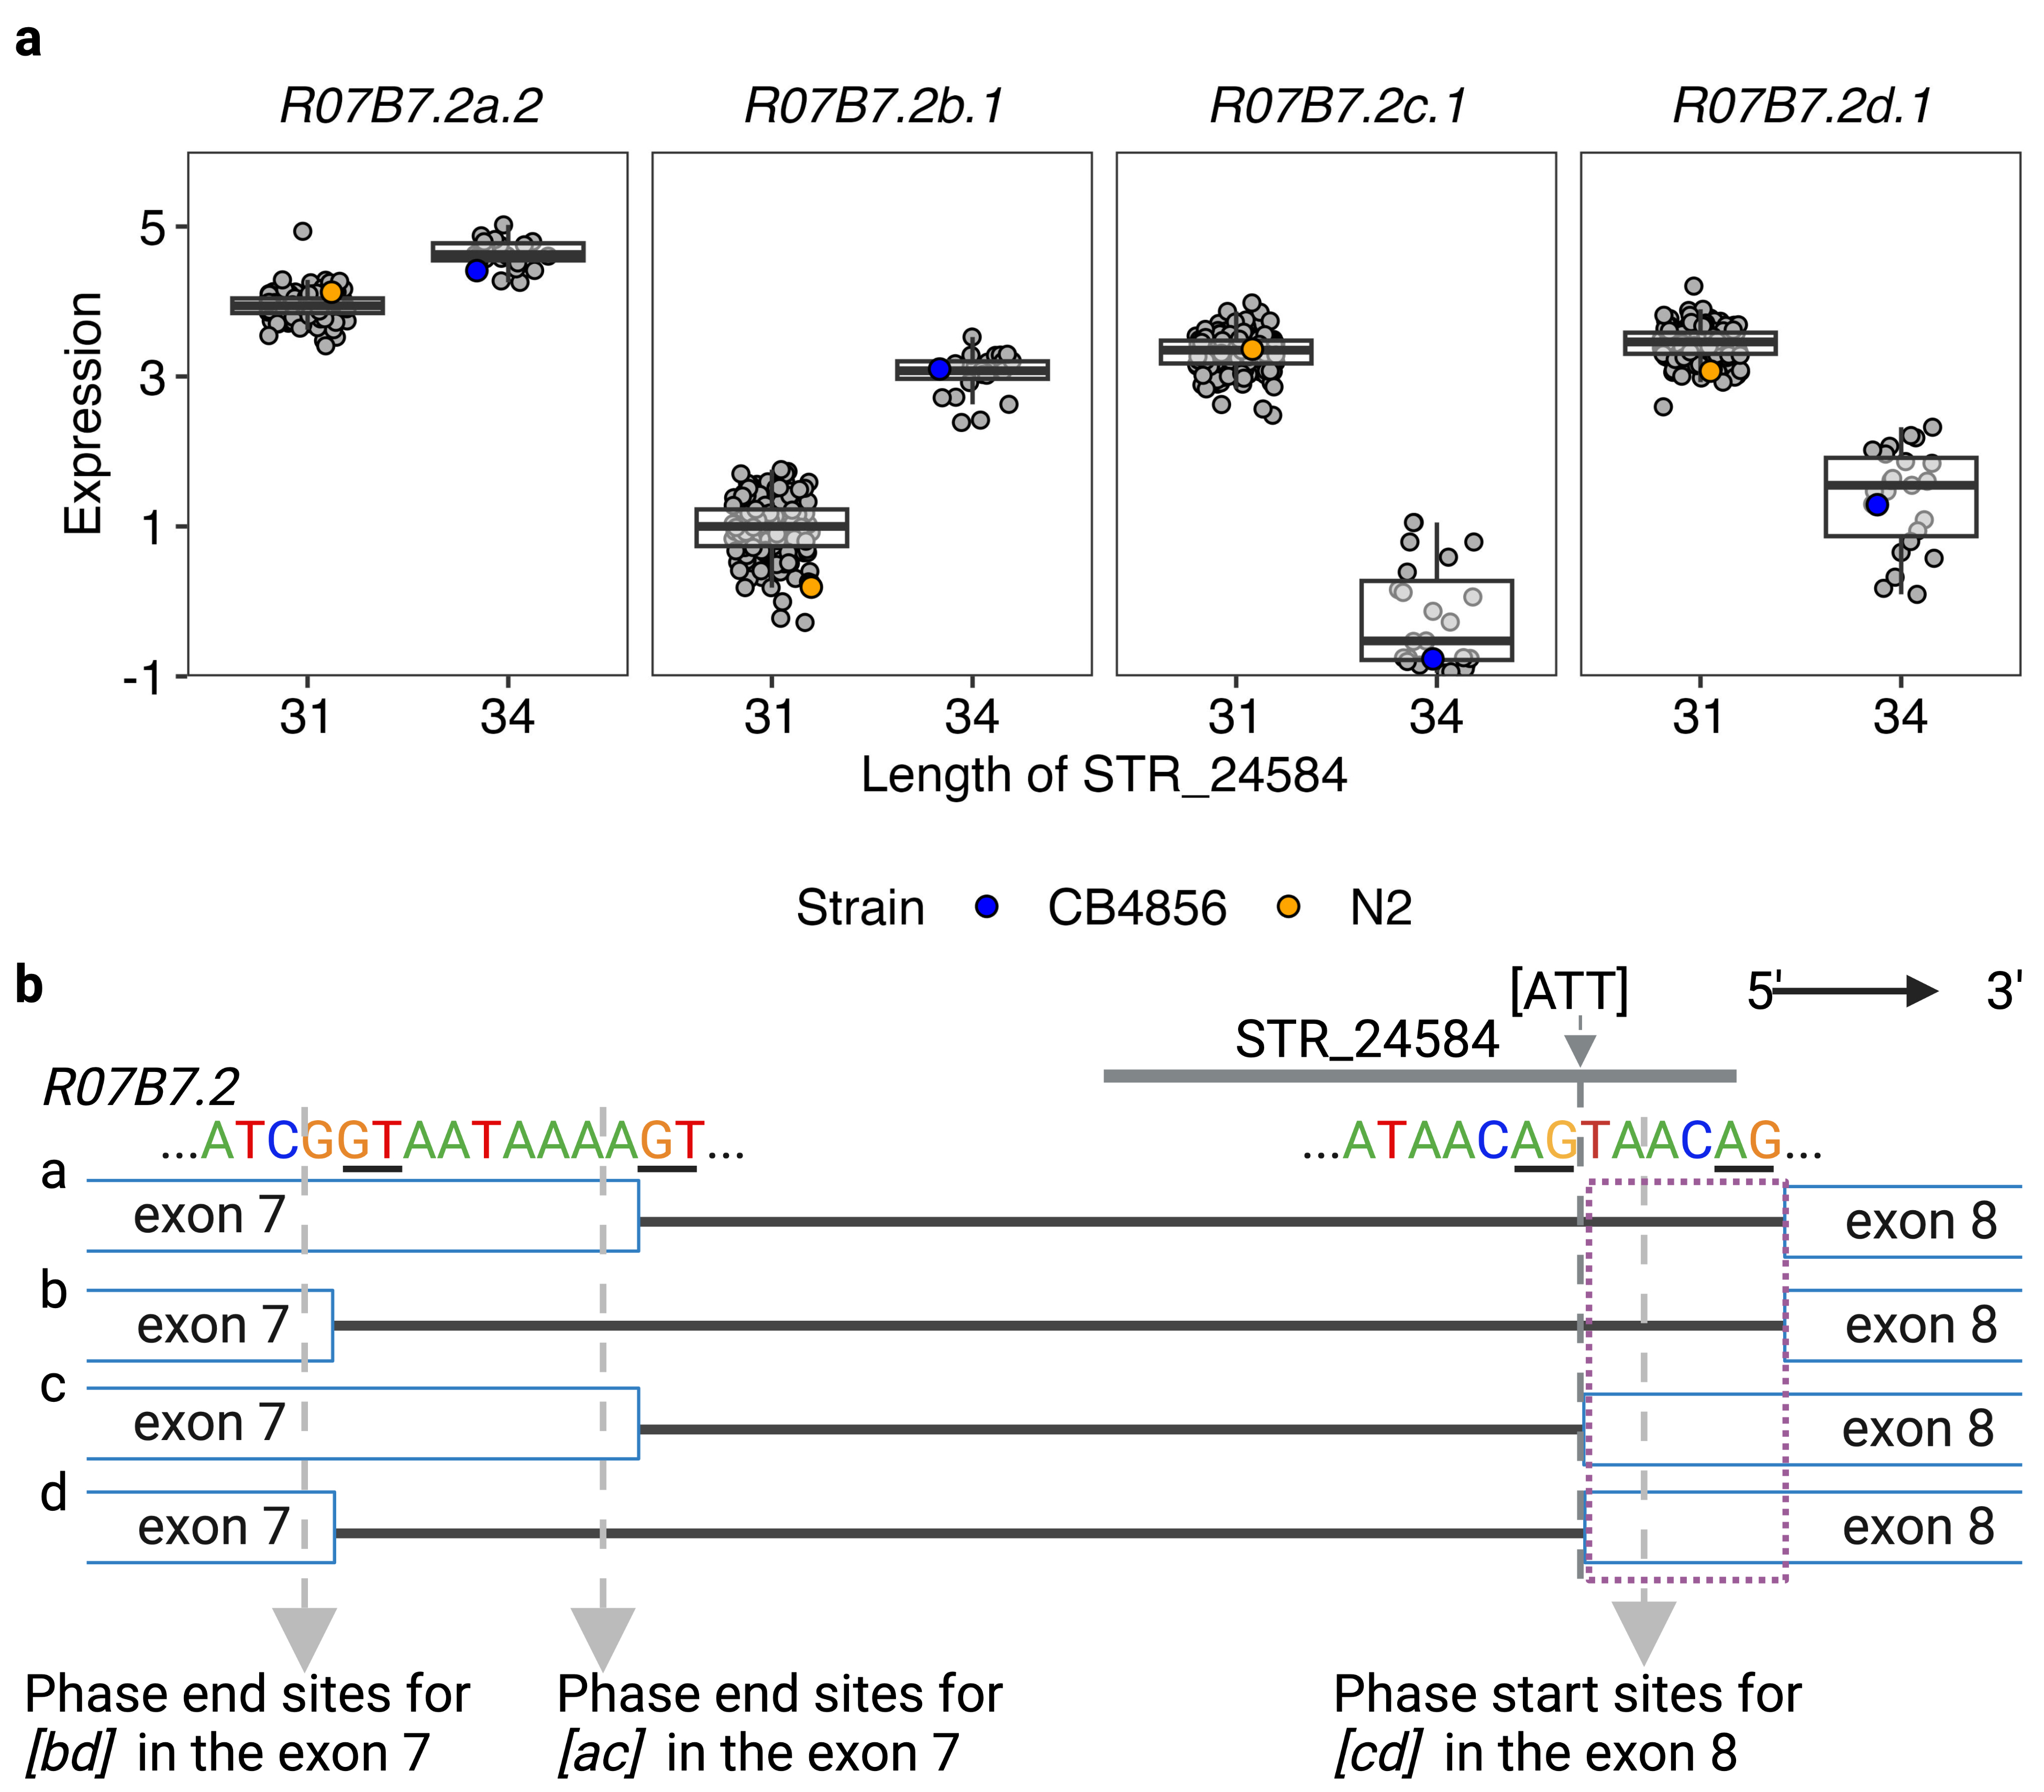 a
R07B7.2a.2 R07B7.2b.1 R07B7.2c.1 R07B7.2d.1
Expression
5
3
1
-1
31 34 31 34 31 34 31 34
Length of STR_24584
Strain CB4856 N2
b
[ATT] 5' 3'
STR_24584
R07B7.2
...ATCGGTAATAAAAGT... ...ATAACAGTAACAG...
a
exon 7 exon 8
b
exon 7 exon 8
c
exon 7 exon 8
d
exon 7 exon 8
Phase end sites for
[bd] in the exon 7
Phase end sites for
[ac] in the exon 7
Phase start sites for
[cd] in the exon 8